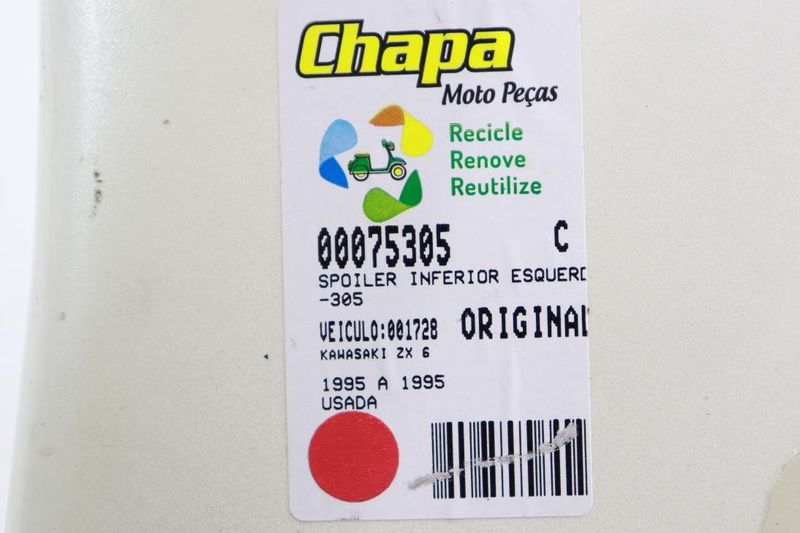 Chapa
Moto Peças
Recicle
Renove
Reutilize
00075305 C
SPOILER INFERIOR ESQUERD
-305
VEICULO:001728 ORIGINAL
KAWASAKI ZX 6
1995 A 1995
USADA